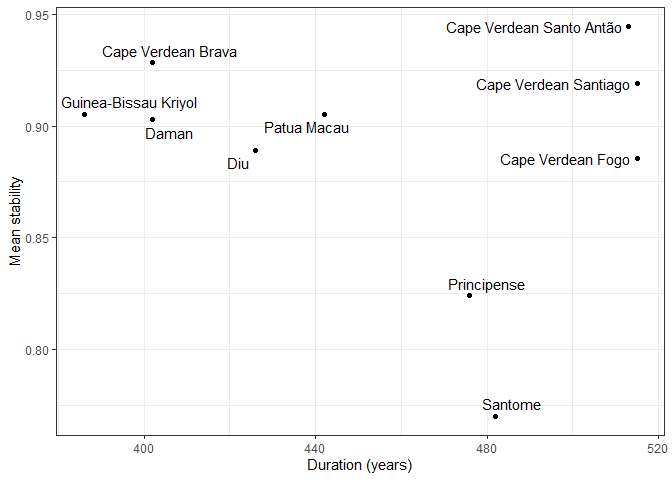 0.95
Cape Verdean Santo Antão
Cape Verdean Brava
Cape Verdean Santiago
Guinea-Bissau Kriyol
0.90
Patua Macau
Daman
Diu
Cape Verdean Fogo
Mean stability
0.85
Principense
0.80
Santome
400
440
480
520
Duration (years)